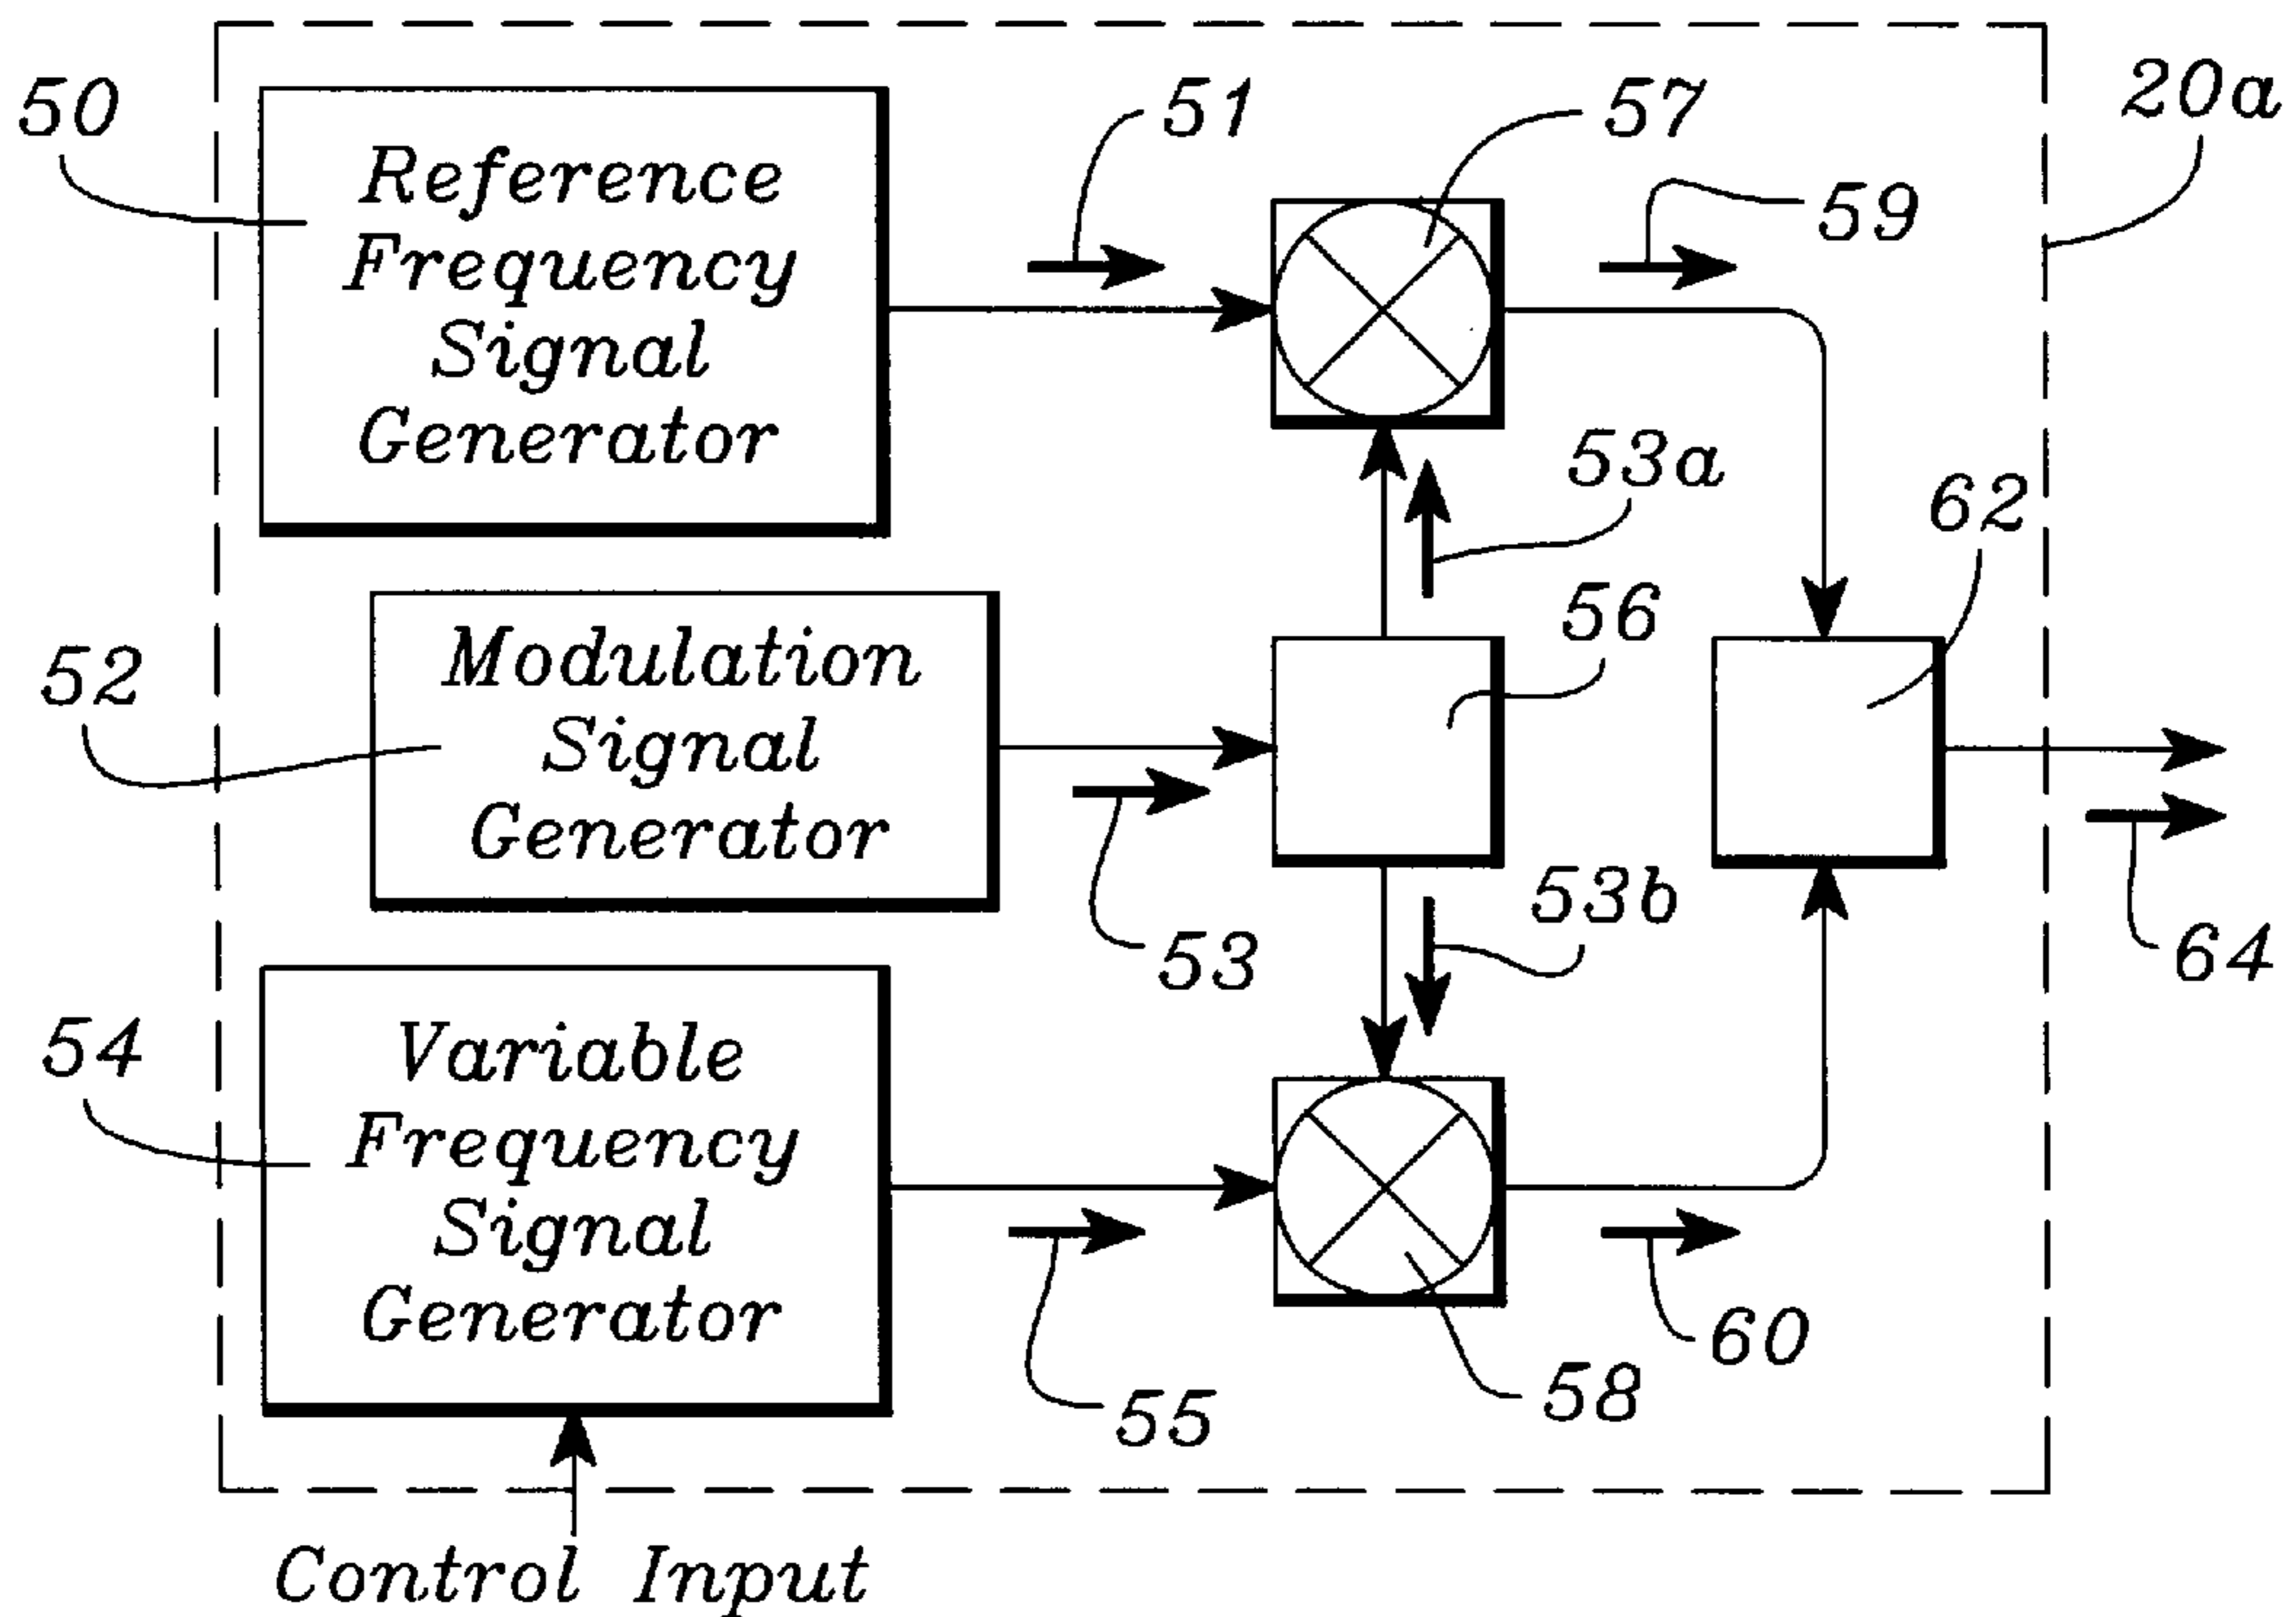 50
Reference
Frequency
Signal
Generator
51
57
59
20a
53a
62
52
Modulation
Signal
Generator
53
56
53b
64
54
Variable
Frequency
Signal
Generator
55
58
60
Control Input